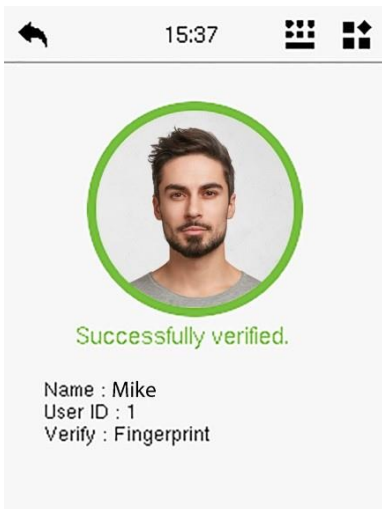 15:37
Successfully verified.
Name : Mike
User ID : 1
Verify : Fingerprint